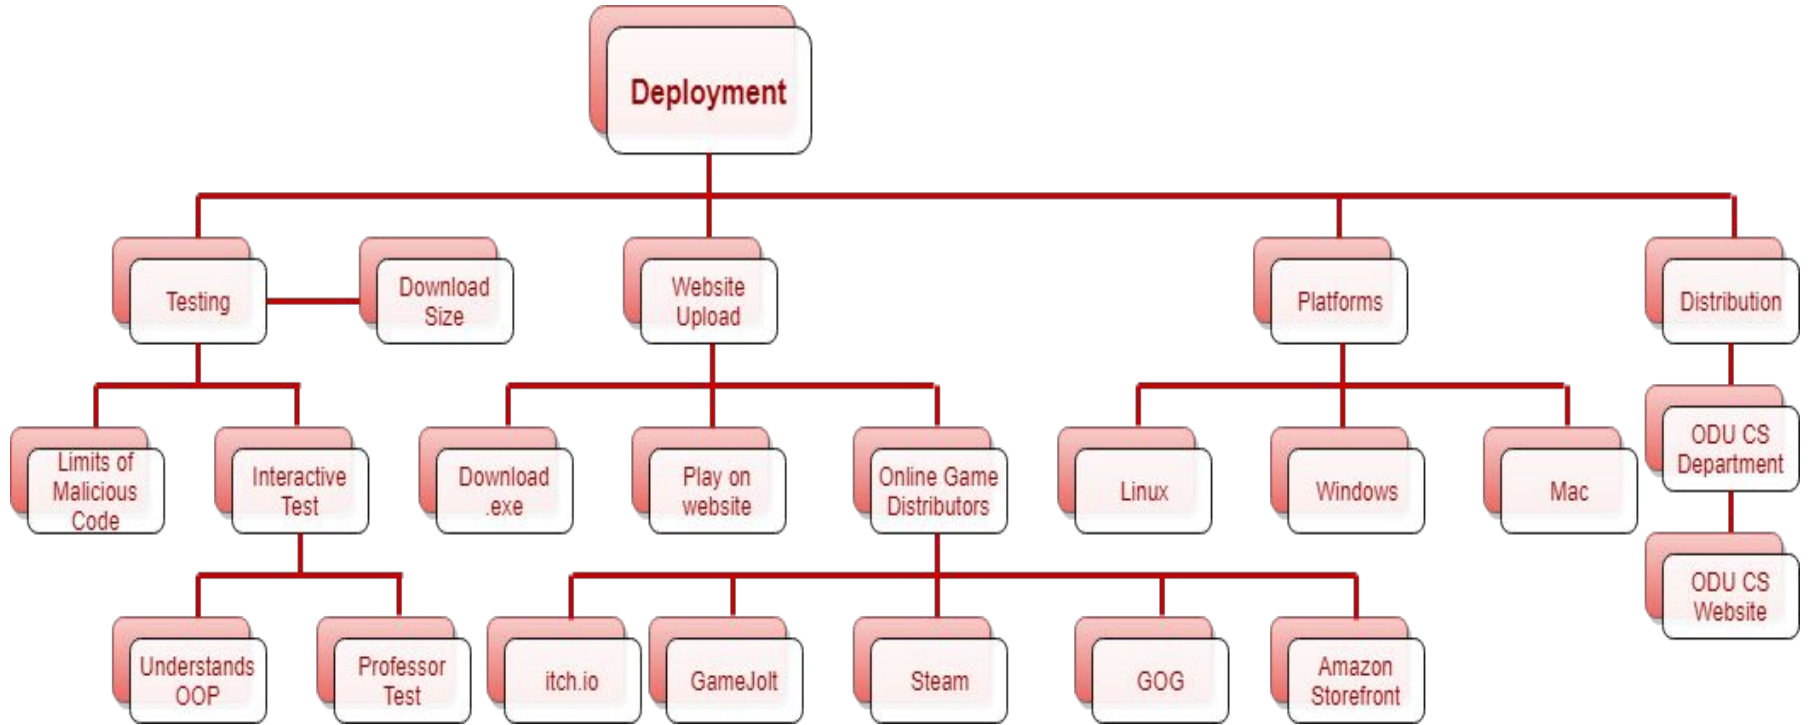 Deployment
Testing
Download
Size
Website
Upload
Platforms
Distribution
Limits of
Malicious
Code
Interactive
Test
Download
.exe
Play on
website
Online Game
Distributors
Linux
Windows
Mac
ODU CS
Department
Understands
OOP
Professor
Test
itch.io
GameJolt
Steam
GOG
Amazon
Storefront
ODU CS
Website